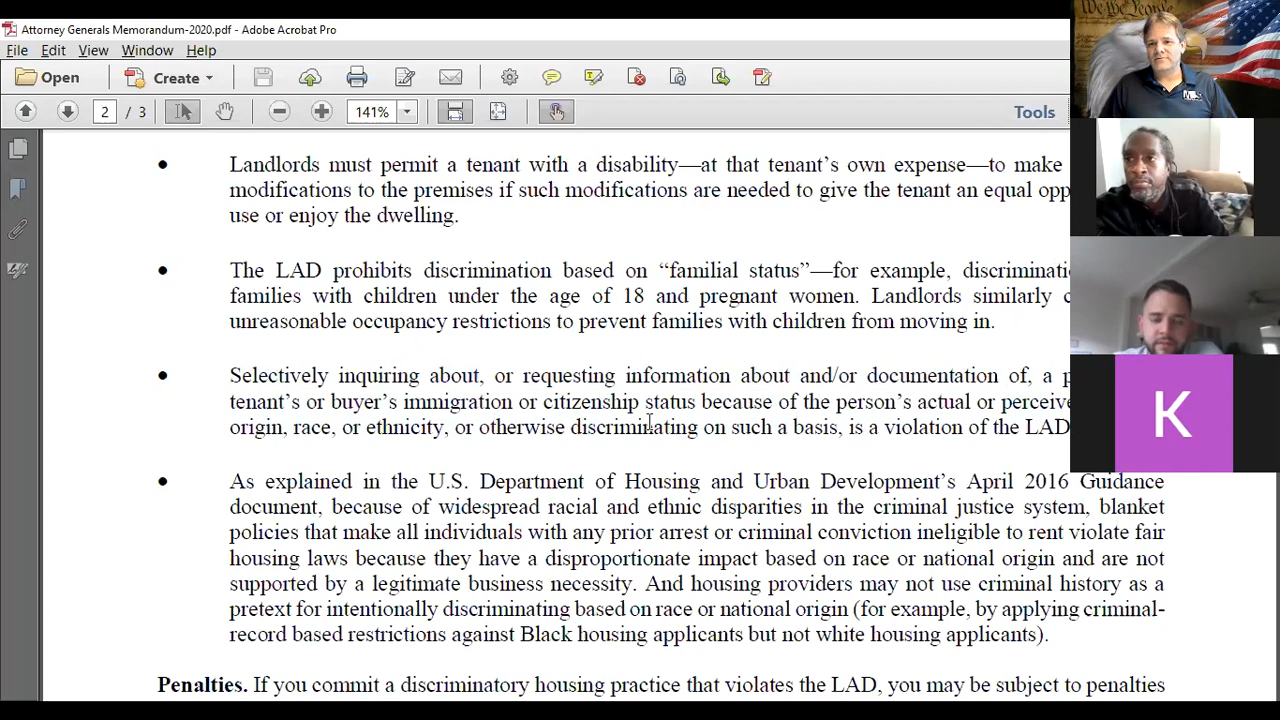 Attorney Generals Memorandum-2020.pdf - Adobe Acrobat Pro
File Edit View Window Help
Open Create
2 / 3 141% Tools
We the People
Landlords must permit a tenant with a disability—at that tenant's own expense—to make
modifications to the premises if such modifications are needed to give the tenant an equal opp
use or enjoy the dwelling.
The LAD prohibits discrimination based on “familial status”—for example, discriminati
families with children under the age of 18 and pregnant women. Landlords similarly c
unreasonable occupancy restrictions to prevent families with children from moving in.
Selectively inquiring about, or requesting information about and/or documentation of, a p
tenant's or buyer's immigration or citizenship status because of the person's actual or perceive
origin, race, or ethnicity, or otherwise discriminating on such a basis, is a violation of the LAD
K
As explained in the U.S. Department of Housing and Urban Development's April 2016 Guidance
document, because of widespread racial and ethnic disparities in the criminal justice system, blanket
policies that make all individuals with any prior arrest or criminal conviction ineligible to rent violate fair
housing laws because they have a disproportionate impact based on race or national origin and are not
supported by a legitimate business necessity. And housing providers may not use criminal history as a
pretext for intentionally discriminating based on race or national origin (for example, by applying criminal-
record based restrictions against Black housing applicants but not white housing applicants).
Penalties. If you commit a discriminatory housing practice that violates the LAD, you may be subject to penalties